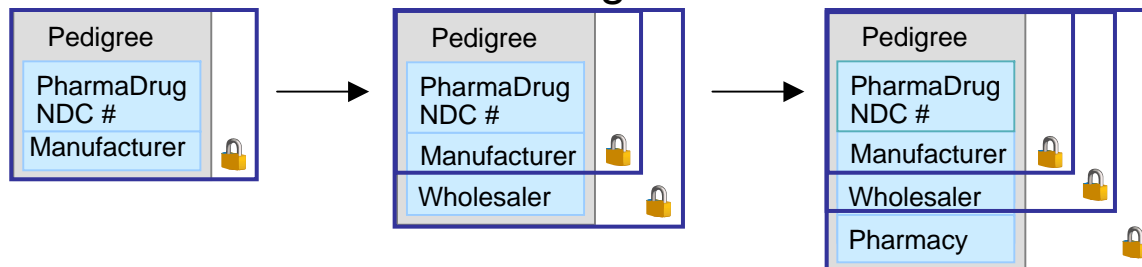 Pedigree
PharmaDrug
NDC #
Manufacturer
Pedigree
PharmaDrug
NDC #
Manufacturer
Wholesaler
Pedigree
PharmaDrug
NDC #
Manufacturer
Wholesaler
Pharmacy